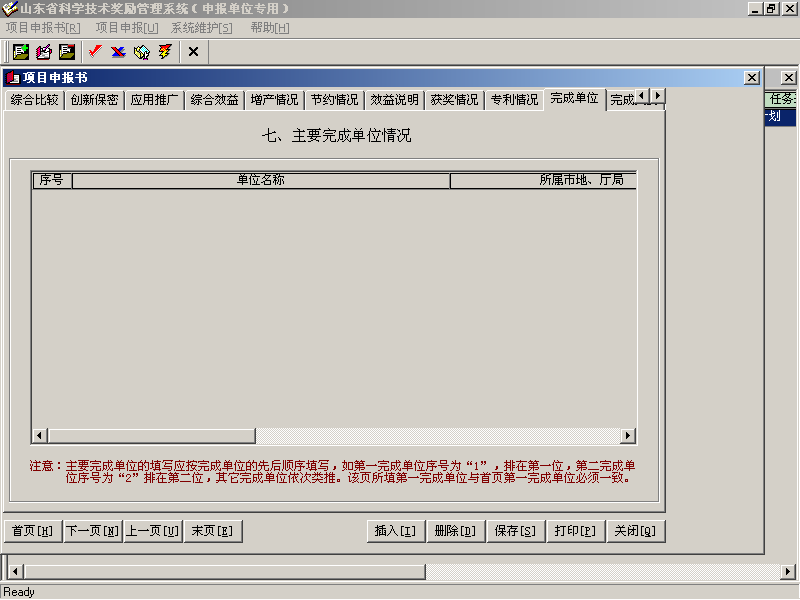 山东省科学技术奖励管理系统（申报单位专用）
项目申报书[R] 项目申报[U] 系统维护[S] 帮助[H]
项目申报书
综合比较 创新保密 应用推广 综合效益 增产情况 节约情况 效益说明 获奖情况 专利情况 完成单位 完成
任务:
划
七、主要完成单位情况
序号 单位名称 所属市地、厅局
注意：主要完成单位的填写应按完成单位的先后顺序填写，如第一完成单位序号为“1”，排在第一位，第二完成单
位序号为“2”排在第二位，其它完成单位依次类推。该页所填第一完成单位与首页第一完成单位必须一致。
首页[H] 下一页[N] 上一页[U] 末页[E] 插入[I] 删除[D] 保存[S] 打印[P] 关闭[Q]
Ready